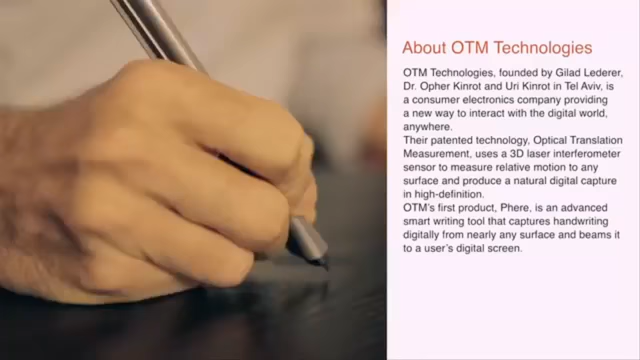 About OTM Technologies
OTM Technologies, founded by Gilad Lederer,
Dr. Opher Kinrot and Uri Kinrot in Tel Aviv, is
a consumer electronics company providing
a new way to interact with the digital world,
anywhere.
Their patented technology, Optical Translation
Measurement, uses a 3D laser interferometer
sensor to measure relative motion to any
surface and produce a natural digital capture
in high-definition.
OTM's first product, Phere, is an advanced
smart writing tool that captures handwriting
digitally from nearly any surface and beams it
to a user's digital screen.